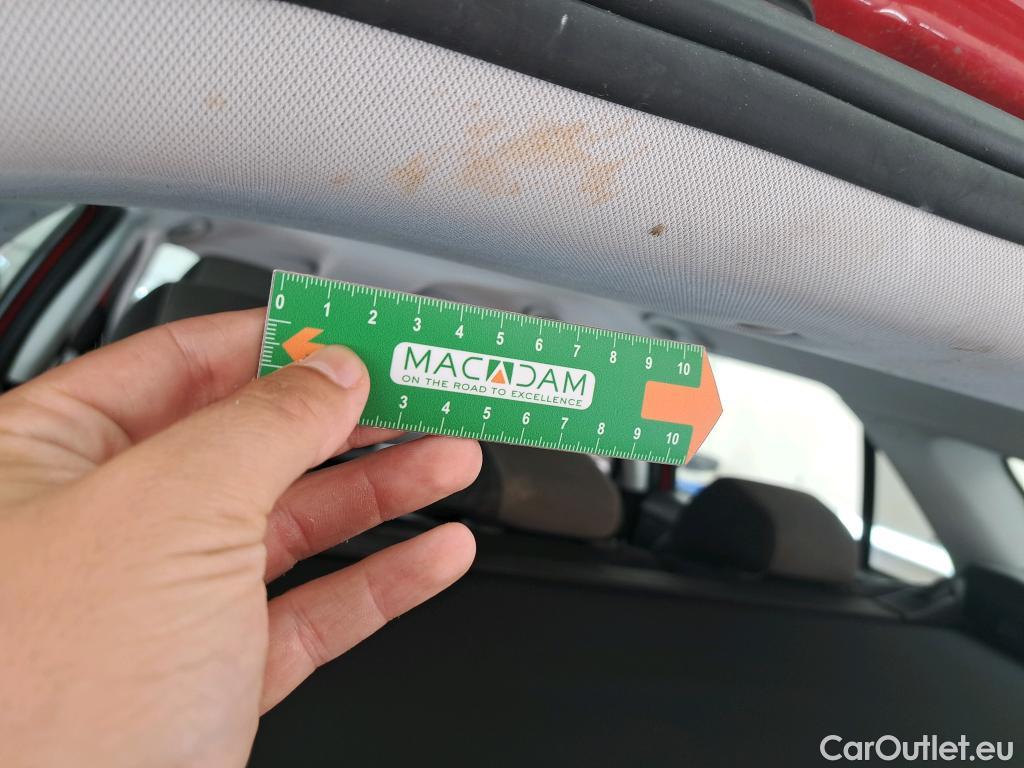 0 1 2 3 4 5 6 7 8 9 10
MACADAM
ON THE ROAD TO EXCELLENCE
3 4 5 6 7 8 9 10
CarOutlet.eu